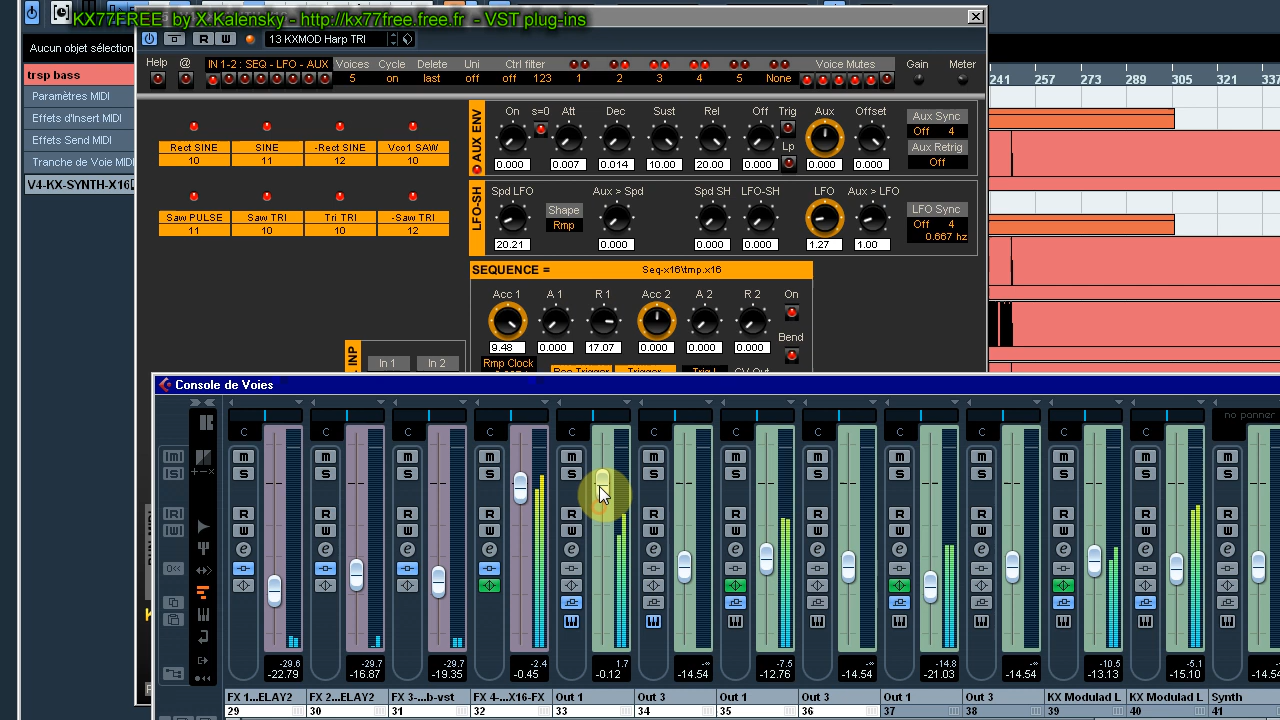 KX77FREE by X.Kalensky - http://kx77free.free.fr - VST plug-ins
Aucun objet sélection
R W 13 KXMOD Harp TRI
Help @ IN 1-2 : SEQ - LFO - AUX Voices Cycle Delete Uni Ctrl filter Voice Mutes Gain Meter
5 on last off off 123 1 2 3 4 5 None
trsp bass
Paramètres MIDI
Effets d'Insert MIDI
Effets Send MIDI
Tranche de Voie MIDI
V4-KX-SYNTH-X16
241 257 273 289 305 321 337
AUX ENV
On s=0 Att Dec Sust Rel Off Trig Aux Offset
Lp
0.000 0.007 0.014 10.00 20.00 0.000 0.000 0.000
Aux Sync
Off 4
Aux Retrig
Off
Rect SINE SINE -Rect SINE Vco1 SAW
10 11 12 10
Saw PULSE Saw TRI Tri TRI -Saw TRI
11 10 10 12
LFO-SH
Spd LFO Shape Aux > Spd Spd SH LFO-SH LFO Aux > LFO
Rmp
20.21 0.000 0.000 0.000 1.27 1.00
LFO Sync
Off 4
0.667 hz
SEQUENCE = Seq-x16\tmp.x16
Acc 1 A 1 R 1 Acc 2 A 2 R 2 On
Bend
9.48 0.000 17.07 0.000 0.000 0.000
Rmp Clock
INP
In 1 In 2
Console de Voies
C C C C C C C C C C C C no panner
M M M M M M M M M M M M M
S S S S S S S S S S S S S
R R R R R R R R R R R R R
W W W W W W W W W W W W W
e e e e e e e e e e e e e
-29.6 -29.7 -29.7 -2.4 1.7 -∞ -7.5 -∞ -14.8 -∞ -10.5 -5.1
-22.79 -16.87 -19.35 -0.45 -0.12 -14.54 -12.76 -14.54 -21.03 -14.54 -13.13 -15.10 -14.54
FX 1...ELAY2 FX 2...ELAY2 FX 3-...b-vst FX 4-...X16-FX Out 1 Out 3 Out 1 Out 3 Out 1 Out 3 KX Modulad L KX Modulad L Synth
29 30 31 32 33 34 35 36 37 38 39 40 41